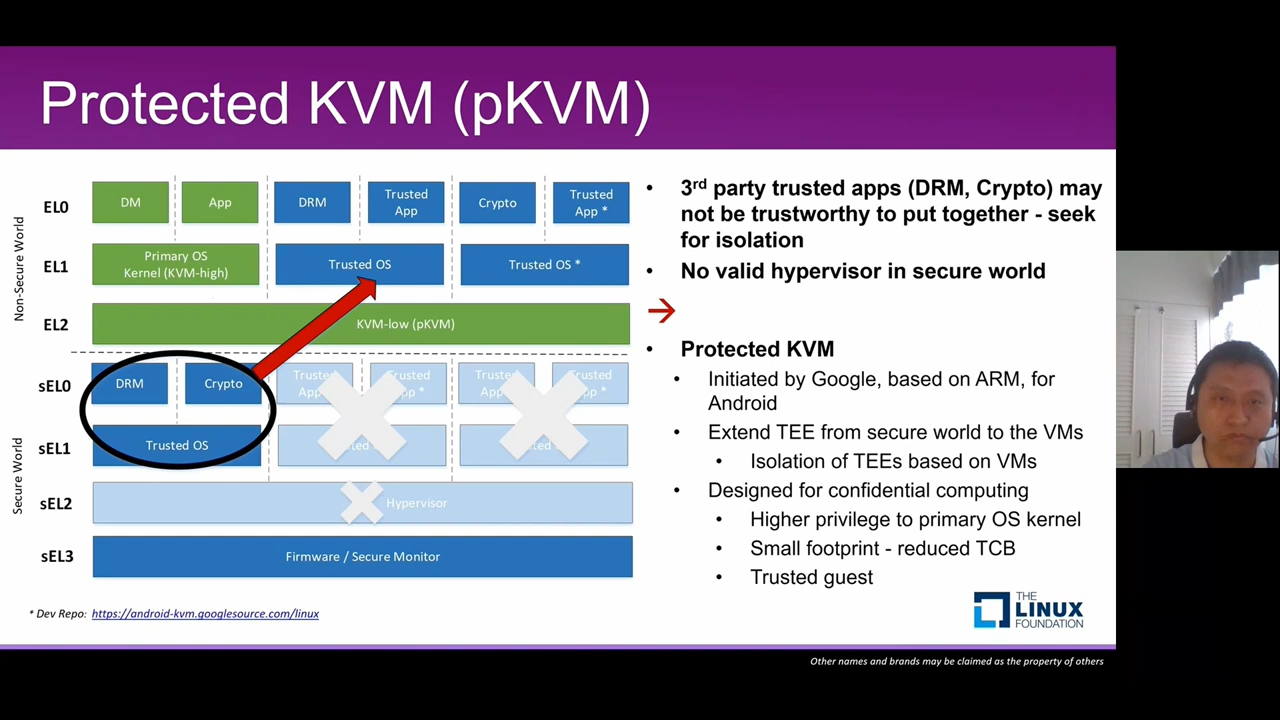 Protected KVM (pKVM)
Non-Secure World
EL0
DM
App
DRM
Trusted
App
Crypto
Trusted
App *
EL1
Primary OS
Kernel (KVM-high)
Trusted OS
Trusted OS *
EL2
KVM-low (pKVM)
Secure World
sEL0
DRM
Crypto
Trusted
App
Trusted
App *
Trusted
App
Trusted
App *
sEL1
Trusted OS
sEL2
Hypervisor
sEL3
Firmware / Secure Monitor
* Dev Repo: https://android-kvm.googlesource.com/linux
• 3rd party trusted apps (DRM, Crypto) may
not be trustworthy to put together - seek
for isolation
• No valid hypervisor in secure world
• Protected KVM
• Initiated by Google, based on ARM, for
Android
• Extend TEE from secure world to the VMs
• Isolation of TEEs based on VMs
• Designed for confidential computing
• Higher privilege to primary OS kernel
• Small footprint - reduced TCB
• Trusted guest
THE
LINUX
FOUNDATION
Other names and brands may be claimed as the property of others